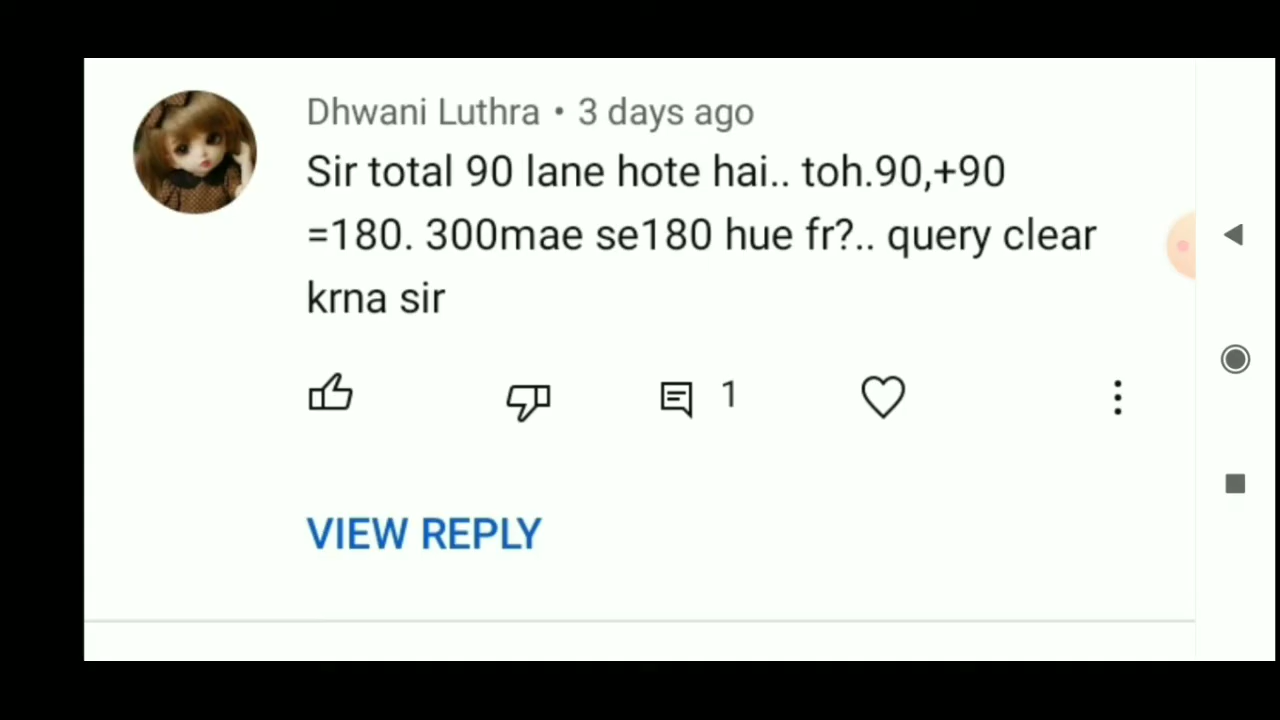 Dhwani Luthra • 3 days ago
Sir total 90 lane hote hai.. toh.90,+90
=180. 300mae se180 hue fr?.. query clear
krna sir
1
VIEW REPLY